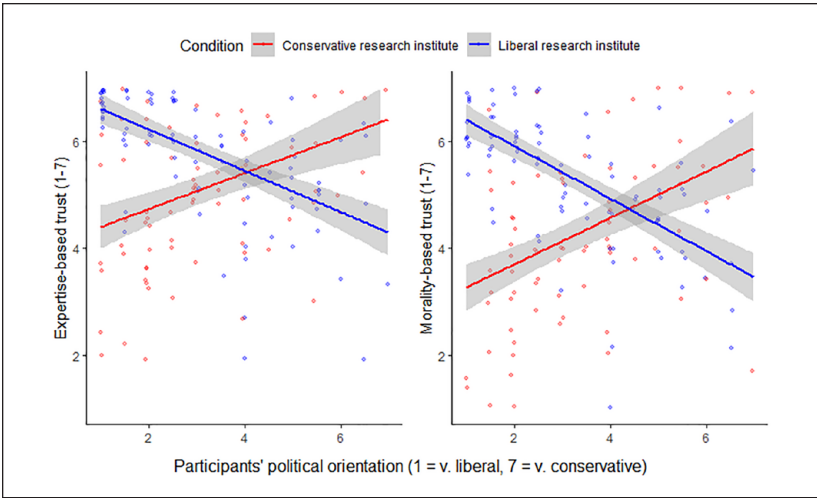 Condition Conservative research institute Liberal research institute
Expertise-based trust (1-7)
6
4
2
2 4 6
Morality-based trust (1-7)
6
4
2
2 4 6
Participants' political orientation (1 = v. liberal, 7 = v. conservative)